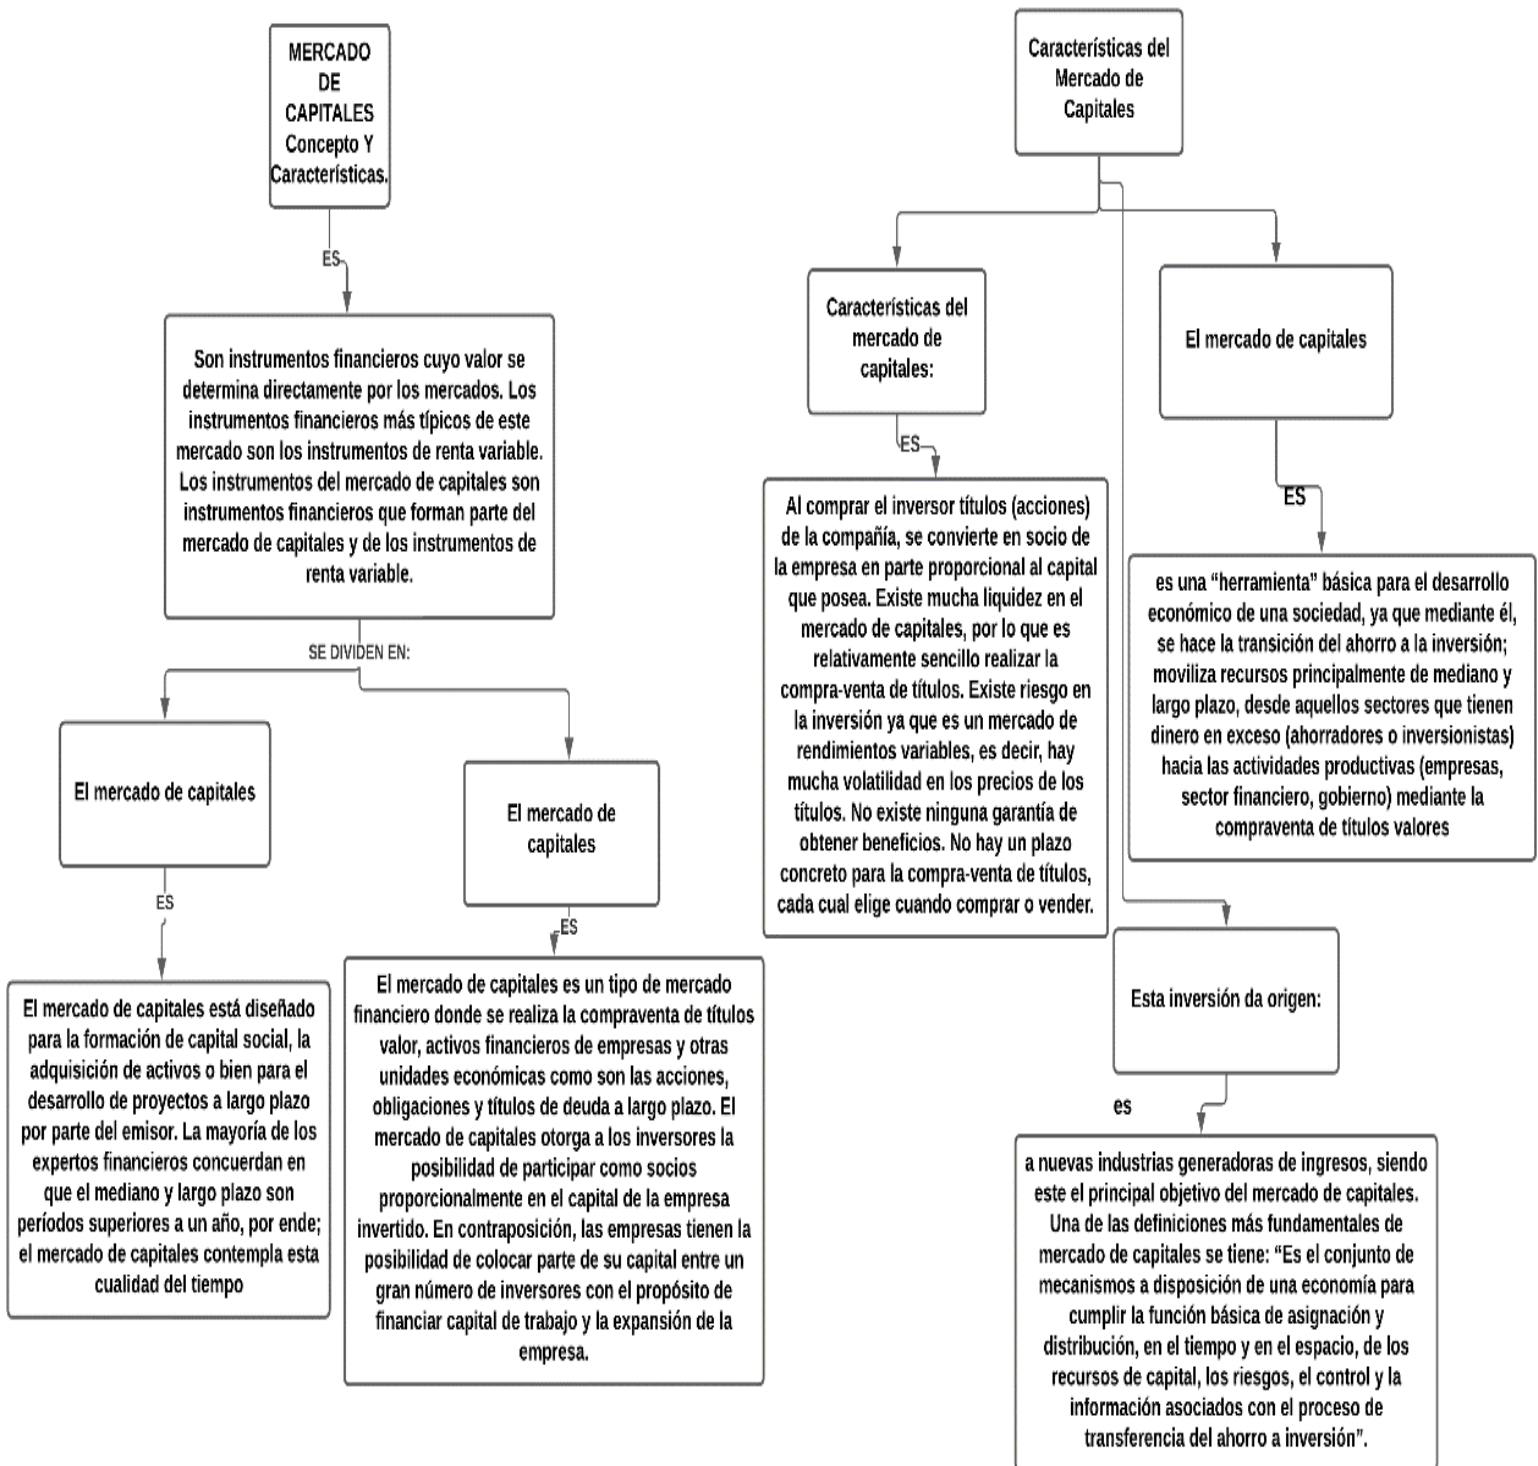 MERCADO
DE
CAPITALES
Concepto Y
Características.
ES
Son instrumentos financieros cuyo valor se
determina directamente por los mercados. Los
instrumentos financieros más típicos de este
mercado son los instrumentos de renta variable.
Los instrumentos del mercado de capitales son
instrumentos financieros que forman parte del
mercado de capitales y de los instrumentos de
renta variable.
SE DIVIDEN EN:
El mercado de capitales
ES
El mercado de capitales está diseñado
para la formación de capital social, la
adquisición de activos o bien para el
desarrollo de proyectos a largo plazo
por parte del emisor. La mayoría de los
expertos financieros concuerdan en
que el mediano y largo plazo son
períodos superiores a un año, por ende;
el mercado de capitales contempla esta
cualidad del tiempo
El mercado de
capitales
ES
El mercado de capitales es un tipo de mercado
financiero donde se realiza la compraventa de títulos
valor, activos financieros de empresas y otras
unidades económicas como son las acciones,
obligaciones y títulos de deuda a largo plazo. El
mercado de capitales otorga a los inversores la
posibilidad de participar como socios
proporcionalmente en el capital de la empresa
invertido. En contraposición, las empresas tienen la
posibilidad de colocar parte de su capital entre un
gran número de inversores con el propósito de
financiar capital de trabajo y la expansión de la
empresa.
Características del
Mercado de
Capitales
Características del
mercado de
capitales:
ES
Al comprar el inversor títulos (acciones)
de la compañía, se convierte en socio de
la empresa en parte proporcional al capital
que posea. Existe mucha liquidez en el
mercado de capitales, por lo que es
relativamente sencillo realizar la
compra-venta de títulos. Existe riesgo en
la inversión ya que es un mercado de
rendimientos variables, es decir, hay
mucha volatilidad en los precios de los
títulos. No existe ninguna garantía de
obtener beneficios. No hay un plazo
concreto para la compra-venta de títulos,
cada cual elige cuando comprar o vender.
El mercado de capitales
ES
es una “herramienta” básica para el desarrollo
económico de una sociedad, ya que mediante él,
se hace la transición del ahorro a la inversión;
moviliza recursos principalmente de mediano y
largo plazo, desde aquellos sectores que tienen
dinero en exceso (ahorradores o inversionistas)
hacia las actividades productivas (empresas,
sector financiero, gobierno) mediante la
compraventa de títulos valores
Esta inversión da origen:
es
a nuevas industrias generadoras de ingresos, siendo
este el principal objetivo del mercado de capitales.
Una de las definiciones más fundamentales de
mercado de capitales se tiene: “Es el conjunto de
mecanismos a disposición de una economía para
cumplir la función básica de asignación y
distribución, en el tiempo y en el espacio, de los
recursos de capital, los riesgos, el control y la
información asociados con el proceso de
transferencia del ahorro a inversión”.